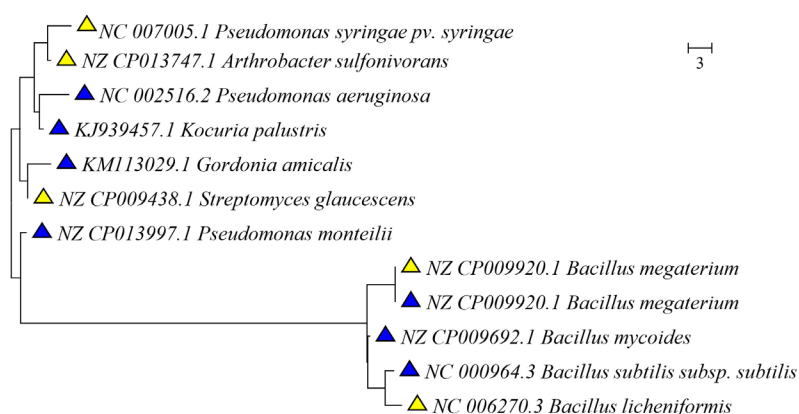 NC 007005.1 Pseudomonas syringae pv. syringae
NZ CP013747.1 Arthrobacter sulfonivorans
3
NC 002516.2 Pseudomonas aeruginosa
KJ939457.1 Kocuria palustris
KM113029.1 Gordonia amicalis
NZ CP009438.1 Streptomyces glaucescens
NZ CP013997.1 Pseudomonas monteilii
NZ CP009920.1 Bacillus megaterium
NZ CP009920.1 Bacillus megaterium
NZ CP009692.1 Bacillus mycoides
NC 000964.3 Bacillus subtilis subsp. subtilis
NC 006270.3 Bacillus licheniformis